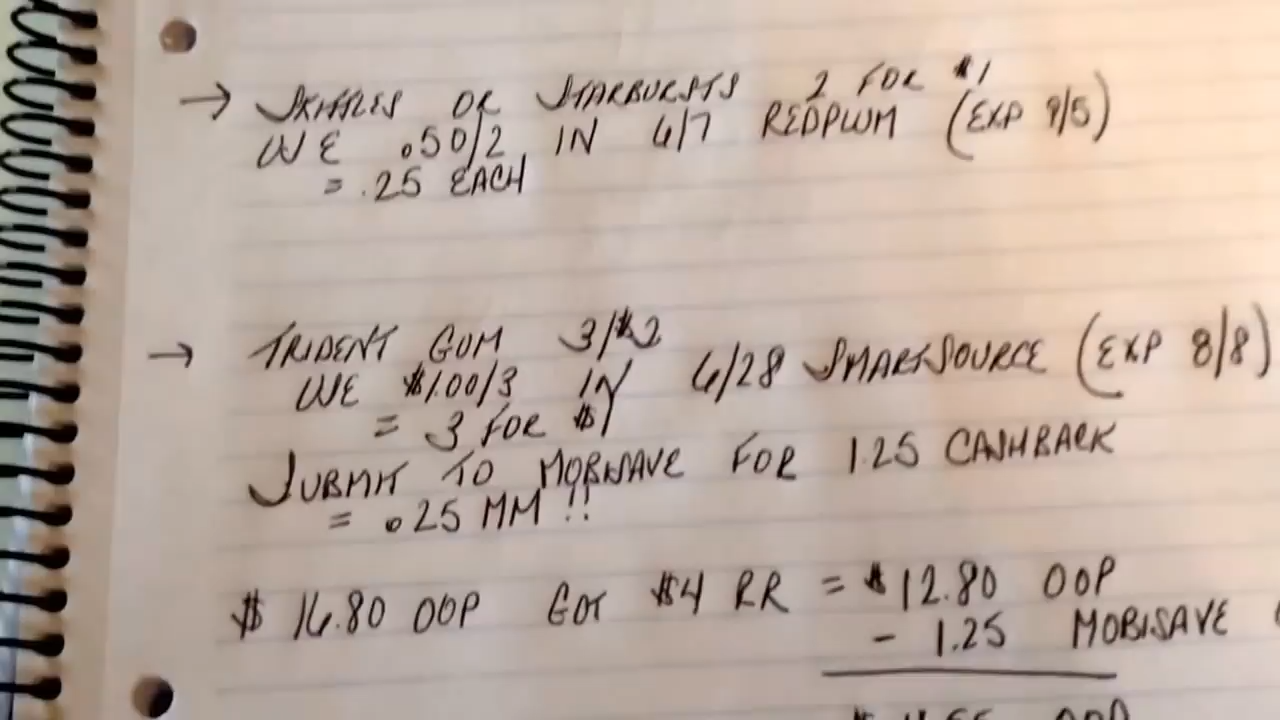 → SKITTLES OR STARBURSTS 2 FOR $1
WE .50/2 IN 6/7 REDPLUM (EXP 9/5)
= .25 EACH
→ TRIDENT GUM 3/$2
WE $1.00/3 IN 6/28 SMARTSOURCE (EXP 8/8)
= 3 FOR $1
SUBMIT TO MOBISAVE FOR 1.25 CASHBACK
= .25 MM !!
$ 16.80 OOP GOT $4 RR = $12.80 OOP
- 1.25 MOBISAVE